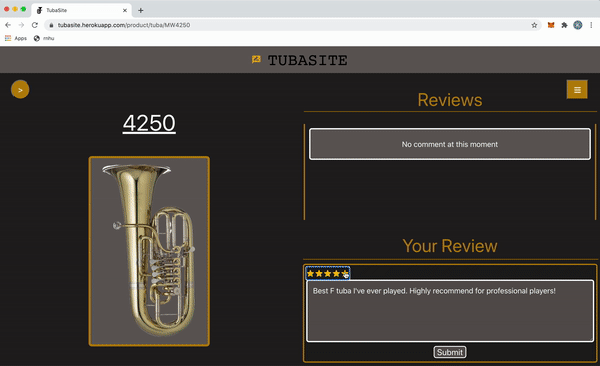 TubaSite
tubasite.herokuapp.com/product/tuba/MW4250
Apps
mhu
TUBASITE
>
4250
Reviews
No comment at this moment
Your Review
Best F tuba I've ever played. Highly recommend for professional players!
Submit